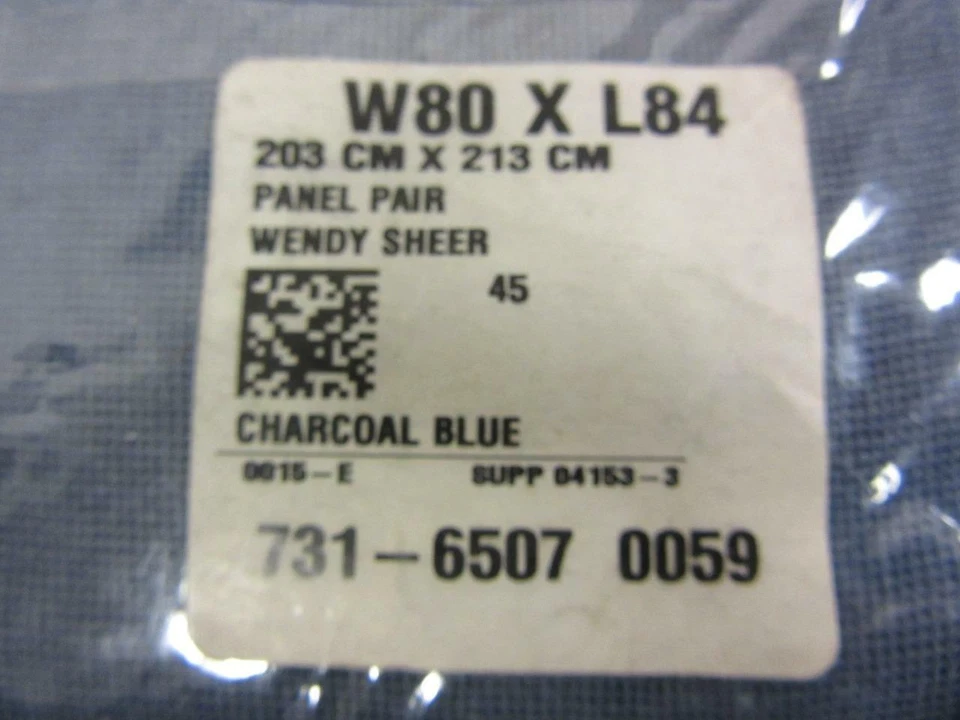 W80 X L84
203 CM X 213 CM
PANEL PAIR
WENDY SHEER
45
CHARCOAL BLUE
0015-E SUPP 04153-3
731-6507 0059